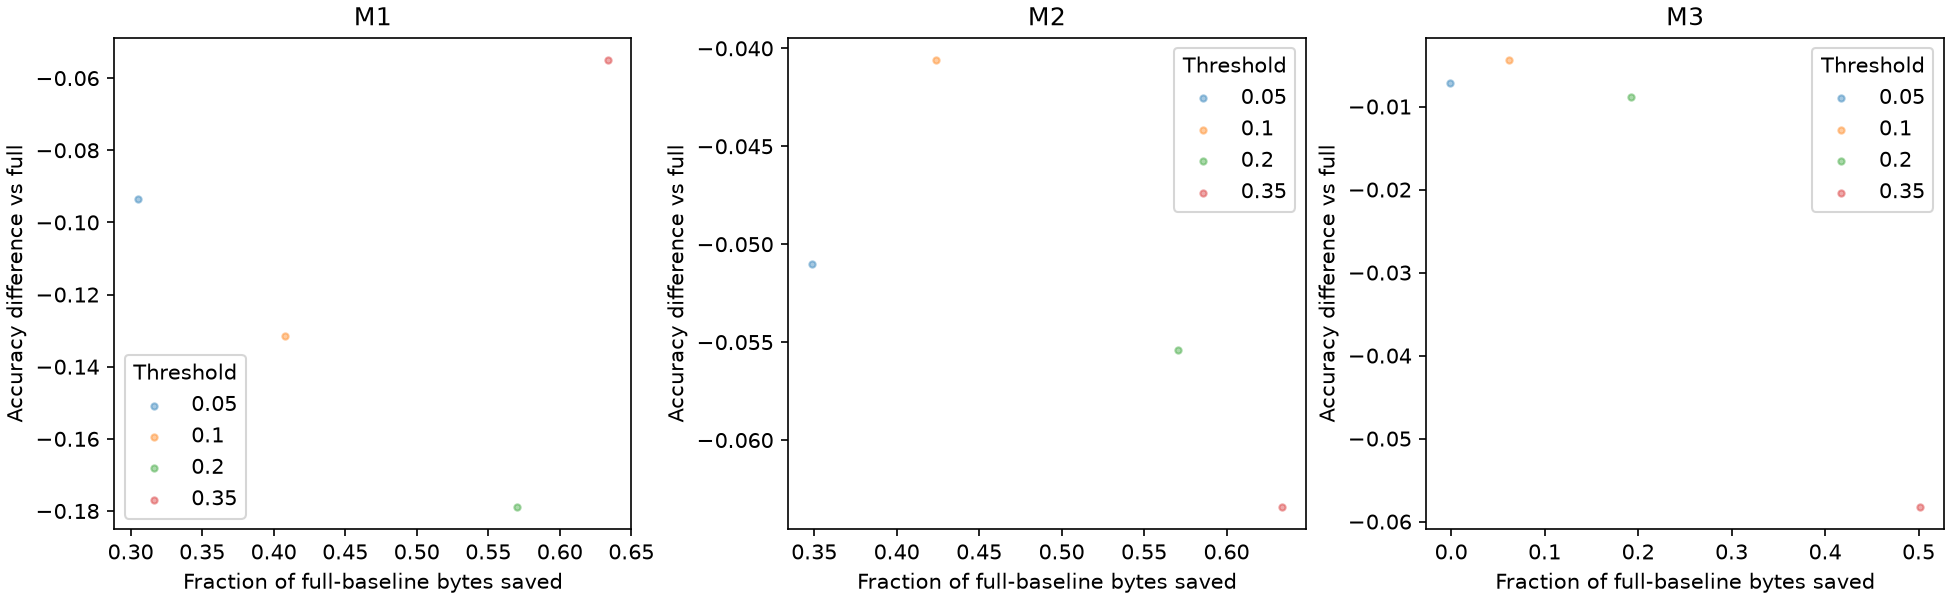 M1
Accuracy difference vs full
−0.06
−0.08
−0.10
−0.12
−0.14
−0.16
−0.18
Threshold
0.05
0.1
0.2
0.35
0.30 0.35 0.40 0.45 0.50 0.55 0.60 0.65
Fraction of full-baseline bytes saved
M2
Accuracy difference vs full
−0.040
−0.045
−0.050
−0.055
−0.060
Threshold
0.05
0.1
0.2
0.35
0.35 0.40 0.45 0.50 0.55 0.60
Fraction of full-baseline bytes saved
M3
Accuracy difference vs full
−0.01
−0.02
−0.03
−0.04
−0.05
−0.06
Threshold
0.05
0.1
0.2
0.35
0.0 0.1 0.2 0.3 0.4 0.5
Fraction of full-baseline bytes saved